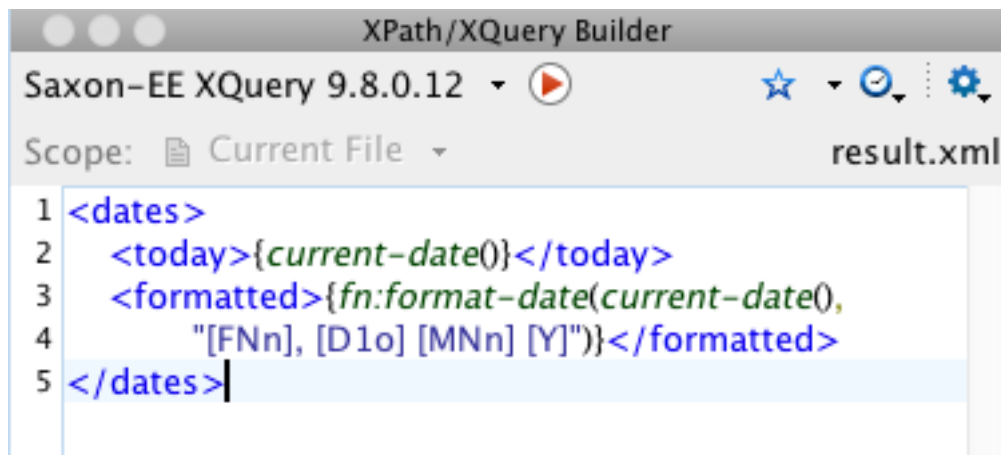 XPath/XQuery Builder
Saxon-EE XQuery 9.8.0.12
Scope: Current File result.xml
1 <dates>
2 <today>{current-date()}</today>
3 <formatted>{fn:format-date(current-date(),
4 "[FNn], [D1o] [MNn] [Y]")}</formatted>
5 </dates>